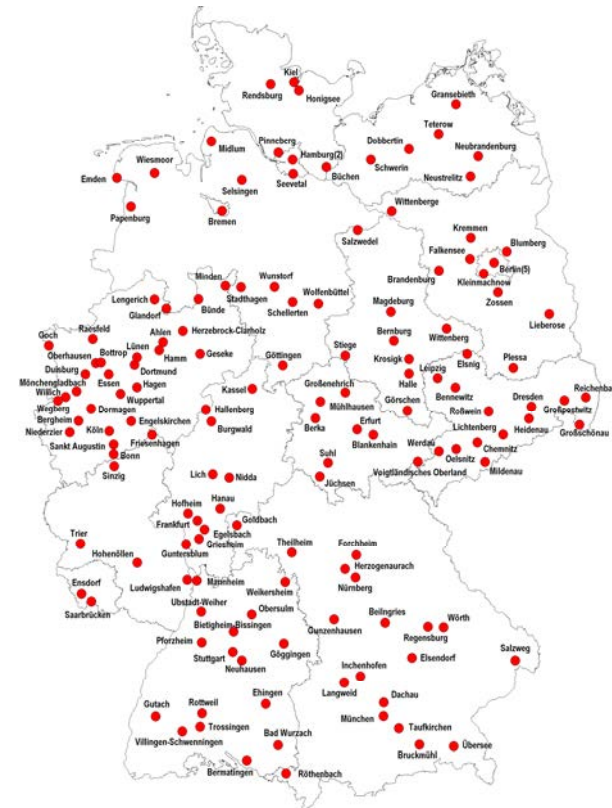 Kiel
Rendsburg
Honigsee
Gransebieth
Teterow
Pinneberg
Hamburg(2)
Dobbertin
Neubrandenburg
Midlum
Schwerin
Wiesmoor
Seevetal
Büchen
Neustrelitz
Emden
Selsingen
Papenburg
Bremen
Wittenberge
Salzwedel
Kremmen
Blumberg
Falkensee
Berlin(5)
Brandenburg
Kleinmachnow
Zossen
Minden
Wunstorf
Wolfenbüttel
Lengerich
Bünde
Stadthagen
Schellerten
Magdeburg
Glandorf
Lieberose
Raesfeld
Ahlen
Herzebrock-Clarholz
Goch
Bernburg
Wittenberg
Oberhausen
Bottrop
Lünen
Hamm
Geseke
Göttingen
Stiege
Krosigk
Elsnig
Plessa
Duisburg
Essen
Dortmund
Halle
Leipzig
Mönchengladbach
Willich
Hagen
Kassel
Großenehrich
Bennewitz
Dresden
Reichenba
Wegberg
Wuppertal
Mühlhausen
Görschen
Roßwein
Großpostwitz
Bergheim
Dormagen
Hallenberg
Engelskirchen
Burgwald
Berka
Erfurt
Lichtenberg
Heidenau
Niederzier
Köln
Friesenhagen
Blankenhain
Werdau
Großschönau
Sankt Augustin
Bonn
Oelsnitz
Chemnitz
Sinzig
Suhl
Voigtländisches Oberland
Mildenau
Lich
Nidda
Jüchsen
Hanau
Hofheim
Goldbach
Frankfurt
Egelsbach
Griesheim
Trier
Guntersblum
Theilheim
Forchheim
Hohenöllen
Herzogenaurach
Nürnberg
Ensdorf
Ludwigshafen
Mannheim
Weikersheim
Saarbrücken
Ubstadt-Weiher
Obersulm
Beilngries
Wörth
Bietigheim-Bissingen
Gunzenhausen
Regensburg
Pforzheim
Stuttgart
Göggingen
Elsendorf
Salzweg
Neuhausen
Inchenhofen
Langweid
Dachau
Ehingen
Gutach
Rottweil
München
Trossingen
Taufkirchen
Villingen-Schwenningen
Bad Wurzach
Bruckmühl
Übersee
Bermatingen
Röthenbach